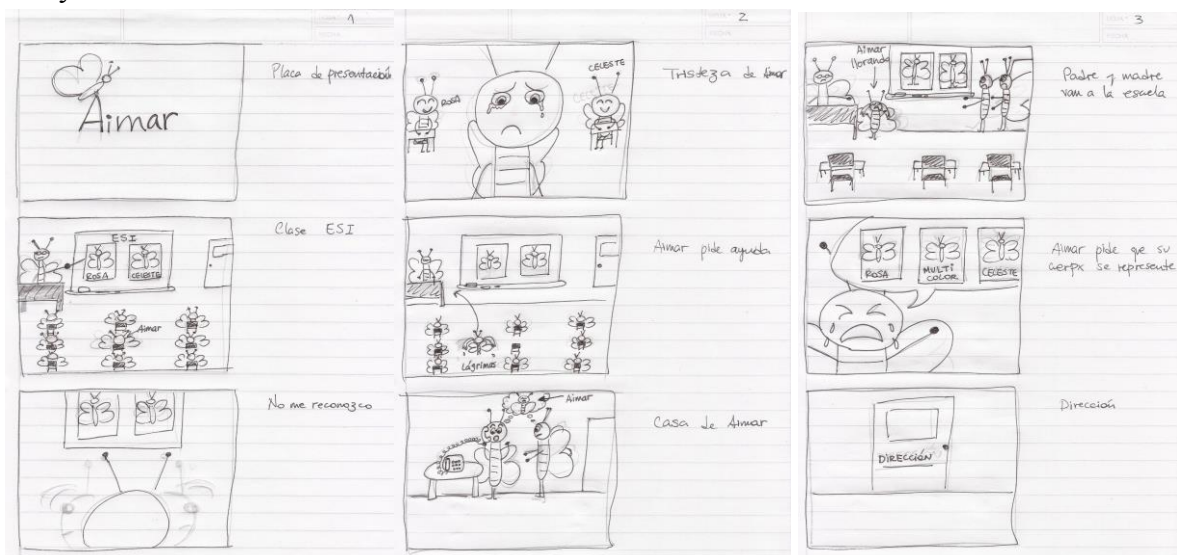 1
Aimar
Placa de presentación
ESI
ROSA
CELESTE
Aimar
Clase ESI
No me reconozco
2
ROSA
CELESTE
Tristeza de Aimar
Lágrimas
Aimar pide ayuda
Aimar
Casa de Aimar
3
Aimar
llorando
Padre y madre
van a la escuela
ROSA
MULTI
COLOR
CELESTE
Aimar pide que su
cuerpx se represente
DIRECCIÓN
Dirección